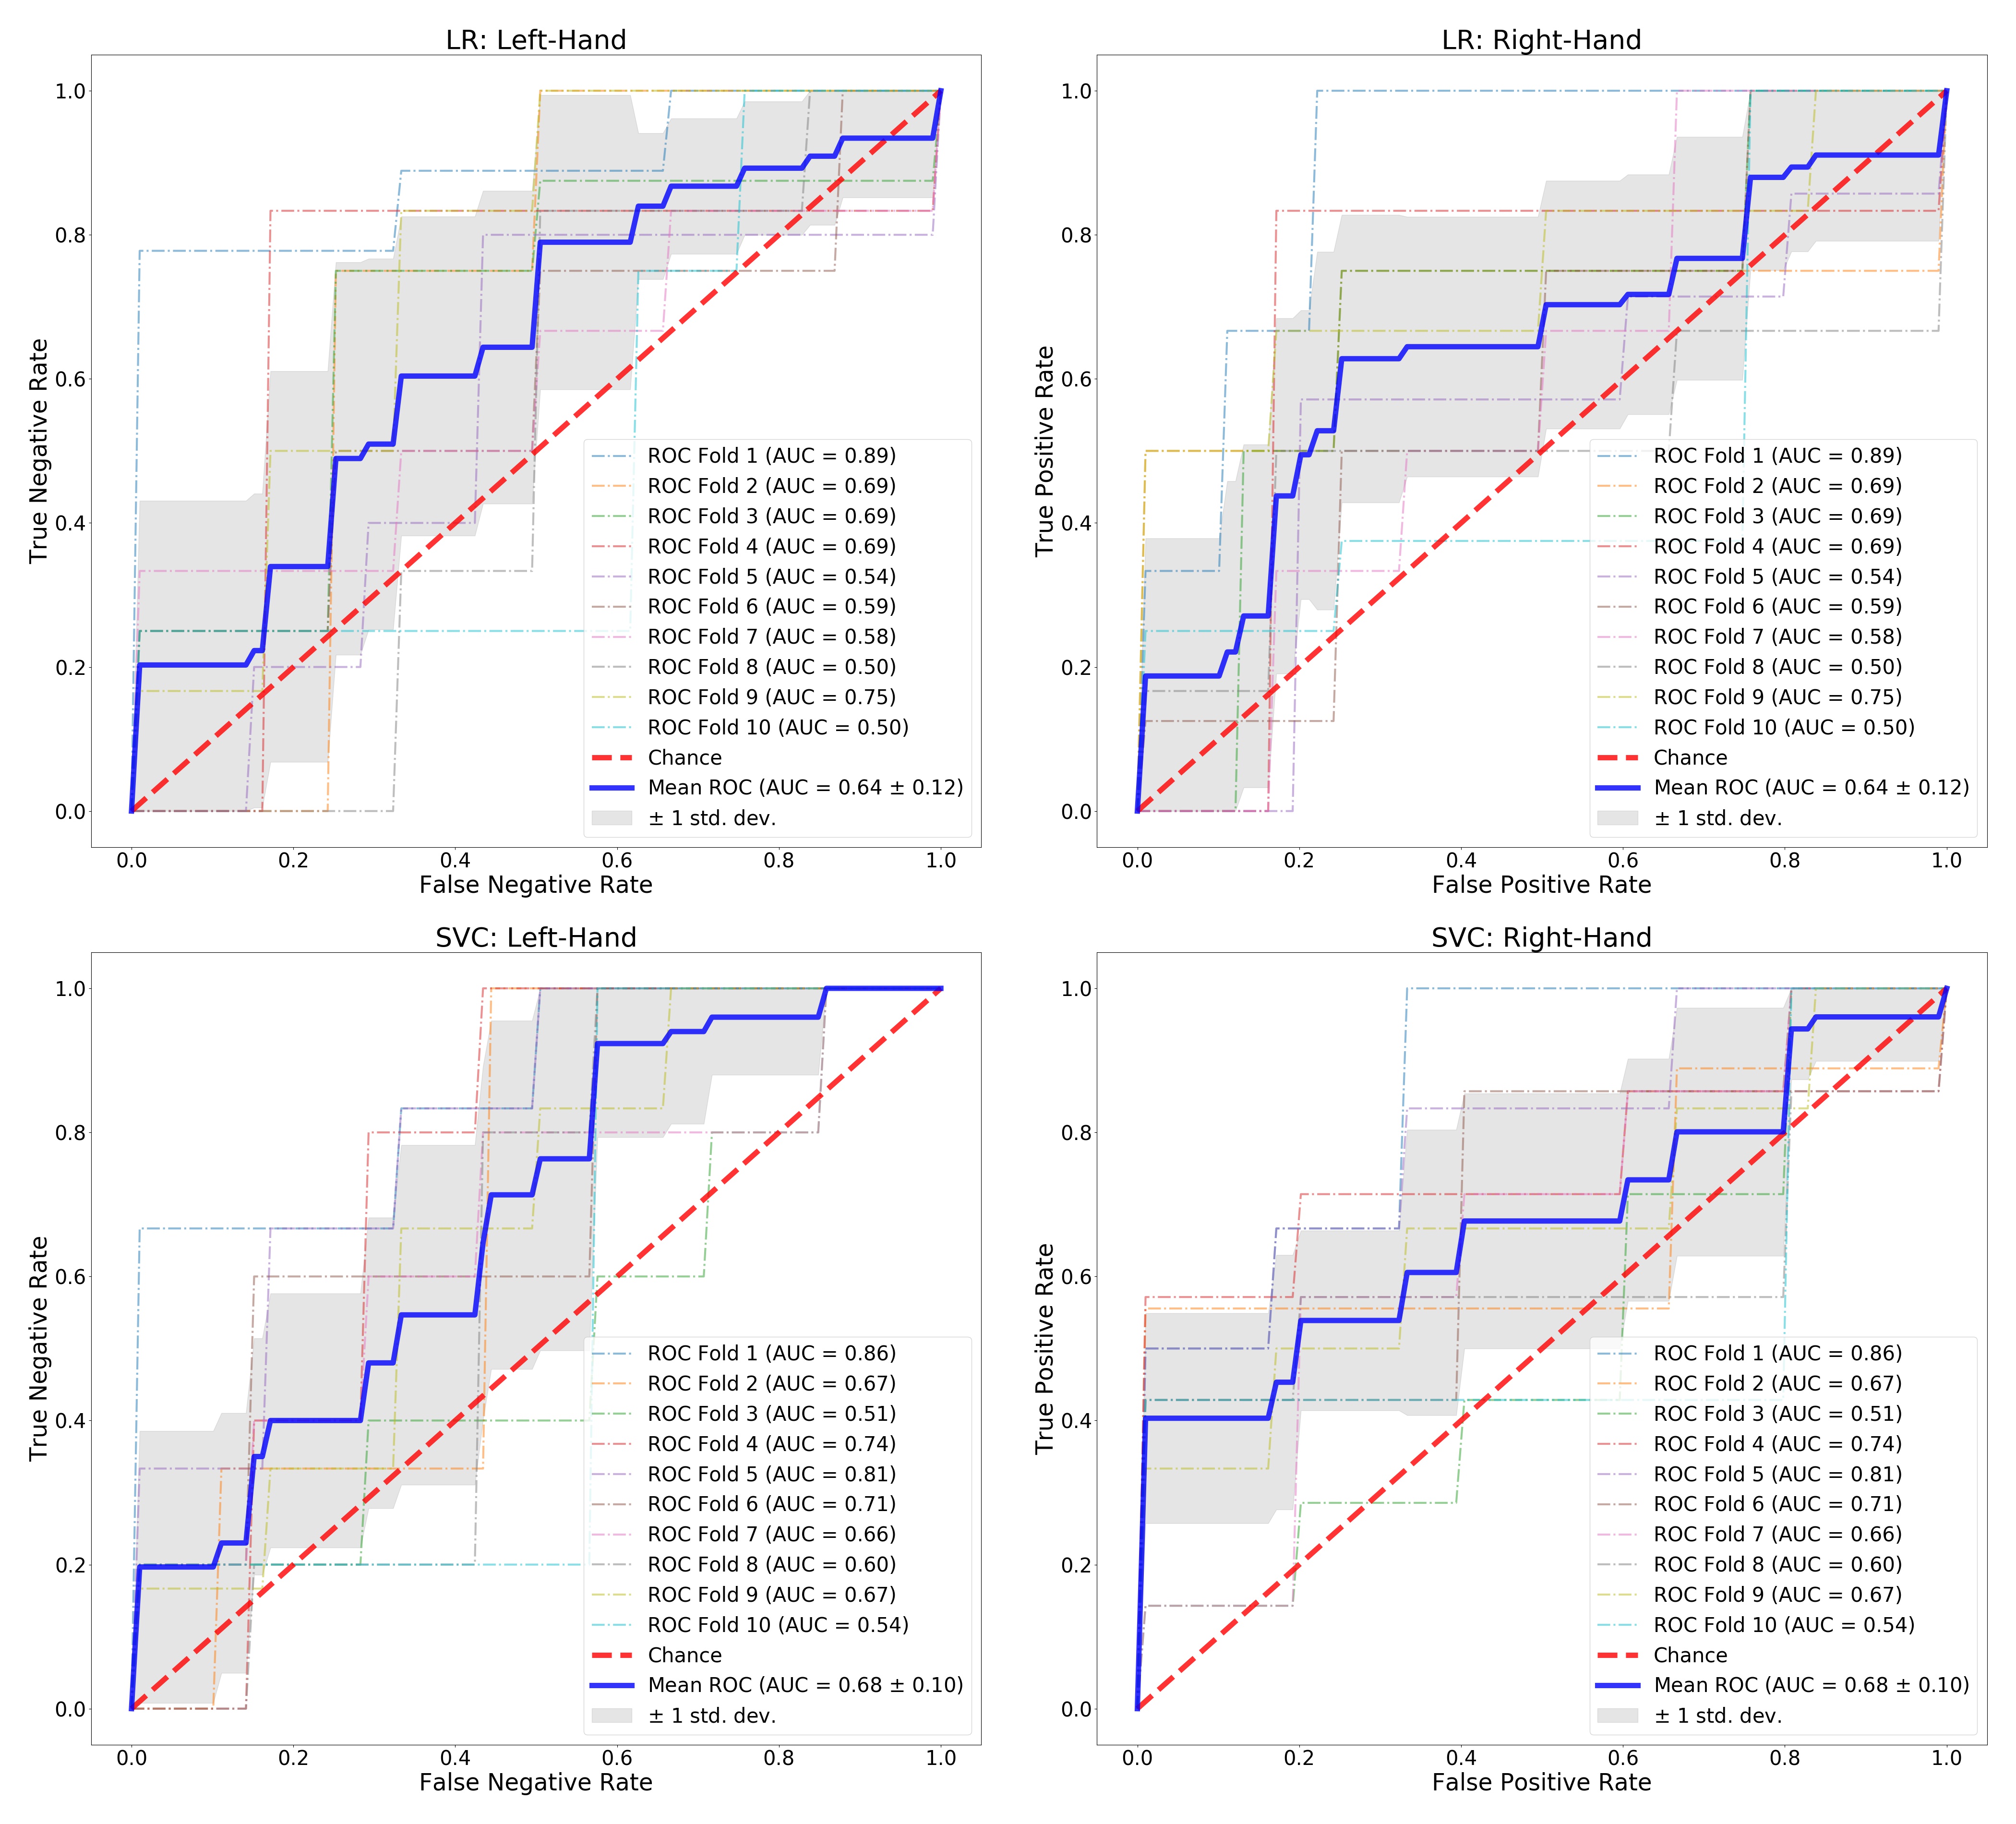 LR: Left-Hand
True Negative Rate
1.0
0.8
0.6
0.4
0.2
0.0
ROC Fold 1 (AUC = 0.89)
ROC Fold 2 (AUC = 0.69)
ROC Fold 3 (AUC = 0.69)
ROC Fold 4 (AUC = 0.69)
ROC Fold 5 (AUC = 0.54)
ROC Fold 6 (AUC = 0.59)
ROC Fold 7 (AUC = 0.58)
ROC Fold 8 (AUC = 0.50)
ROC Fold 9 (AUC = 0.75)
ROC Fold 10 (AUC = 0.50)
Chance
Mean ROC (AUC = 0.64 ± 0.12)
± 1 std. dev.
0.0 0.2 0.4 0.6 0.8 1.0
False Negative Rate
LR: Right-Hand
True Positive Rate
1.0
0.8
0.6
0.4
0.2
0.0
ROC Fold 1 (AUC = 0.89)
ROC Fold 2 (AUC = 0.69)
ROC Fold 3 (AUC = 0.69)
ROC Fold 4 (AUC = 0.69)
ROC Fold 5 (AUC = 0.54)
ROC Fold 6 (AUC = 0.59)
ROC Fold 7 (AUC = 0.58)
ROC Fold 8 (AUC = 0.50)
ROC Fold 9 (AUC = 0.75)
ROC Fold 10 (AUC = 0.50)
Chance
Mean ROC (AUC = 0.64 ± 0.12)
± 1 std. dev.
0.0 0.2 0.4 0.6 0.8 1.0
False Positive Rate
SVC: Left-Hand
True Negative Rate
1.0
0.8
0.6
0.4
0.2
0.0
ROC Fold 1 (AUC = 0.86)
ROC Fold 2 (AUC = 0.67)
ROC Fold 3 (AUC = 0.51)
ROC Fold 4 (AUC = 0.74)
ROC Fold 5 (AUC = 0.81)
ROC Fold 6 (AUC = 0.71)
ROC Fold 7 (AUC = 0.66)
ROC Fold 8 (AUC = 0.60)
ROC Fold 9 (AUC = 0.67)
ROC Fold 10 (AUC = 0.54)
Chance
Mean ROC (AUC = 0.68 ± 0.10)
± 1 std. dev.
0.0 0.2 0.4 0.6 0.8 1.0
False Negative Rate
SVC: Right-Hand
True Positive Rate
1.0
0.8
0.6
0.4
0.2
0.0
ROC Fold 1 (AUC = 0.86)
ROC Fold 2 (AUC = 0.67)
ROC Fold 3 (AUC = 0.51)
ROC Fold 4 (AUC = 0.74)
ROC Fold 5 (AUC = 0.81)
ROC Fold 6 (AUC = 0.71)
ROC Fold 7 (AUC = 0.66)
ROC Fold 8 (AUC = 0.60)
ROC Fold 9 (AUC = 0.67)
ROC Fold 10 (AUC = 0.54)
Chance
Mean ROC (AUC = 0.68 ± 0.10)
± 1 std. dev.
0.0 0.2 0.4 0.6 0.8 1.0
False Positive Rate